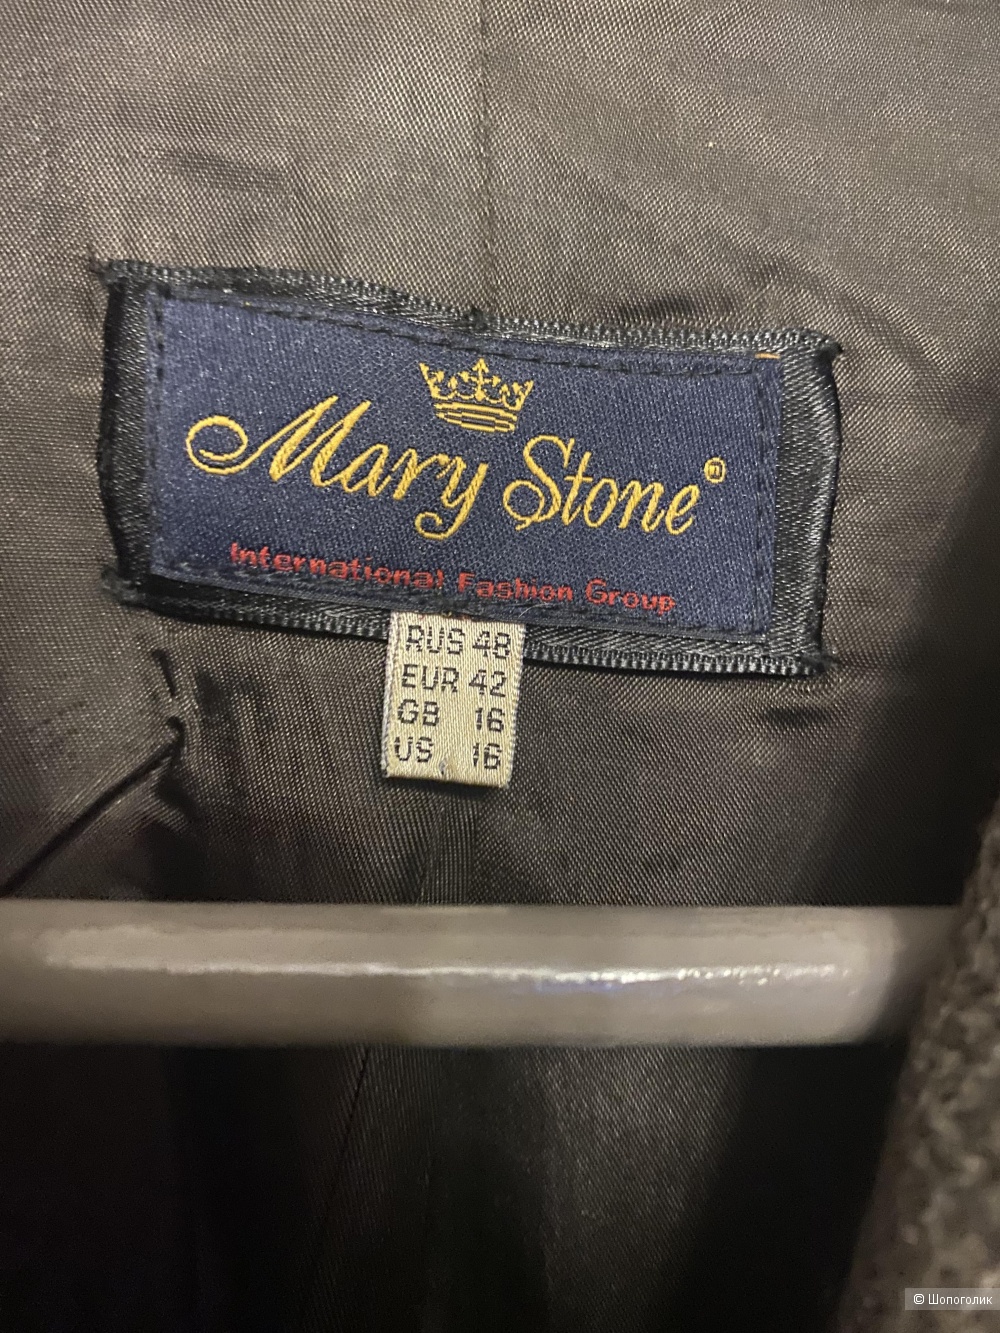 Mary Stone®
International Fashion Group
RUS 48
EUR 42
GB 16
US 16
© Шопоголик